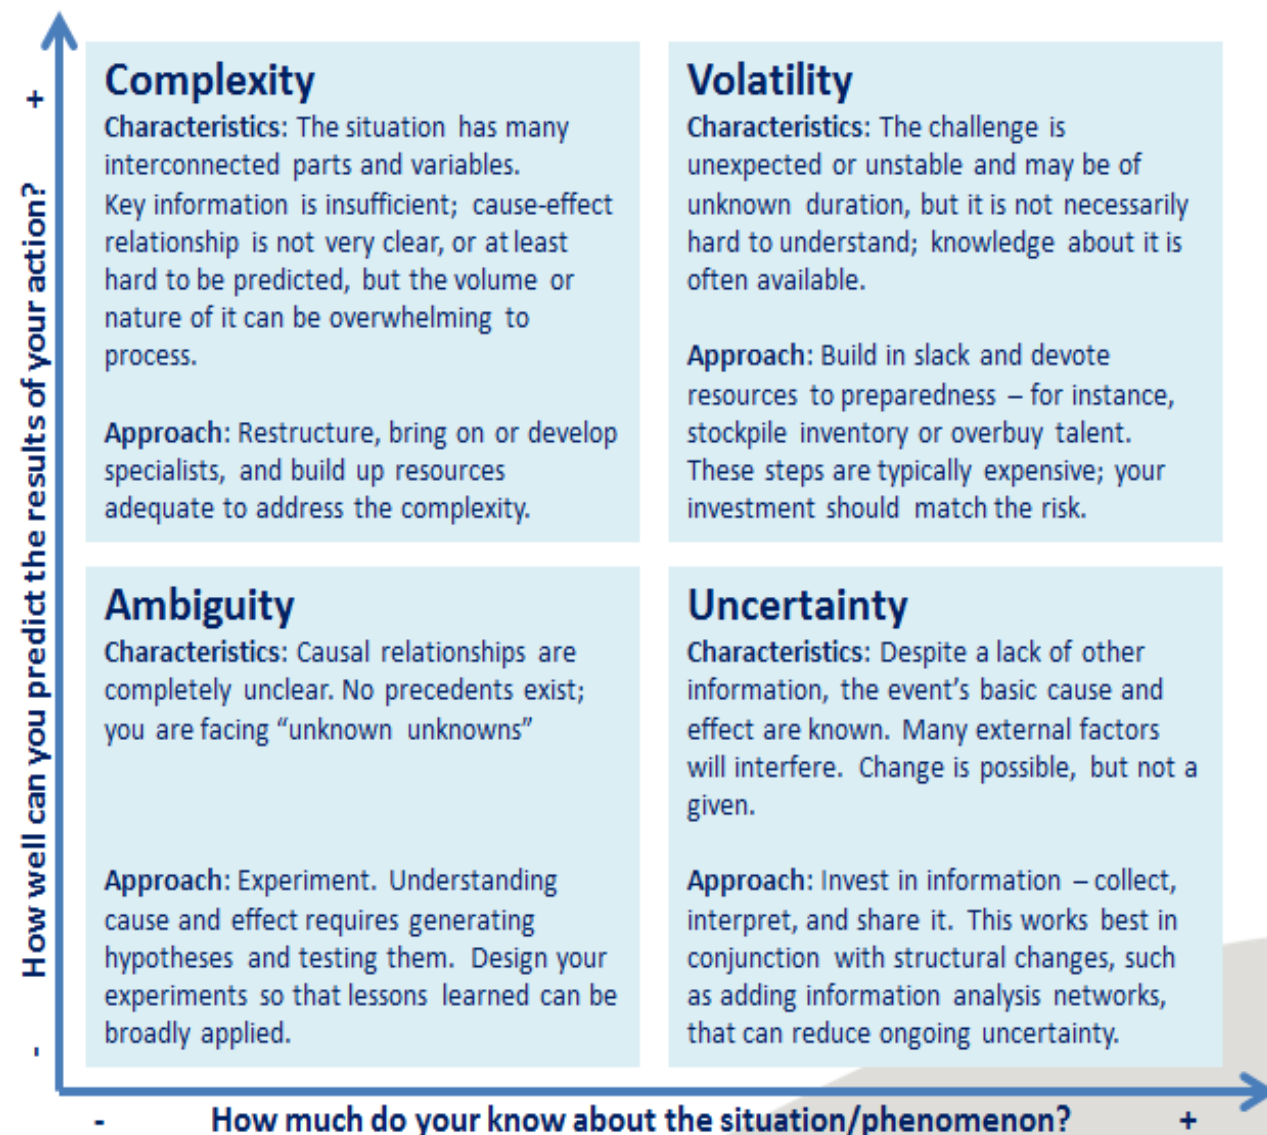 +
How well can you predict the results of your action?
-
Complexity
Characteristics: The situation has many
interconnected parts and variables.
Key information is insufficient; cause-effect
relationship is not very clear, or at least
hard to be predicted, but the volume or
nature of it can be overwhelming to
process.
Approach: Restructure, bring on or develop
specialists, and build up resources
adequate to address the complexity.
Volatility
Characteristics: The challenge is
unexpected or unstable and may be of
unknown duration, but it is not necessarily
hard to understand; knowledge about it is
often available.
Approach: Build in slack and devote
resources to preparedness – for instance,
stockpile inventory or overbuy talent.
These steps are typically expensive; your
investment should match the risk.
Ambiguity
Characteristics: Causal relationships are
completely unclear. No precedents exist;
you are facing “unknown unknowns”
Approach: Experiment. Understanding
cause and effect requires generating
hypotheses and testing them. Design your
experiments so that lessons learned can be
broadly applied.
Uncertainty
Characteristics: Despite a lack of other
information, the event’s basic cause and
effect are known. Many external factors
will interfere. Change is possible, but not a
given.
Approach: Invest in information – collect,
interpret, and share it. This works best in
conjunction with structural changes, such
as adding information analysis networks,
that can reduce ongoing uncertainty.
- How much do your know about the situation/phenomenon? +